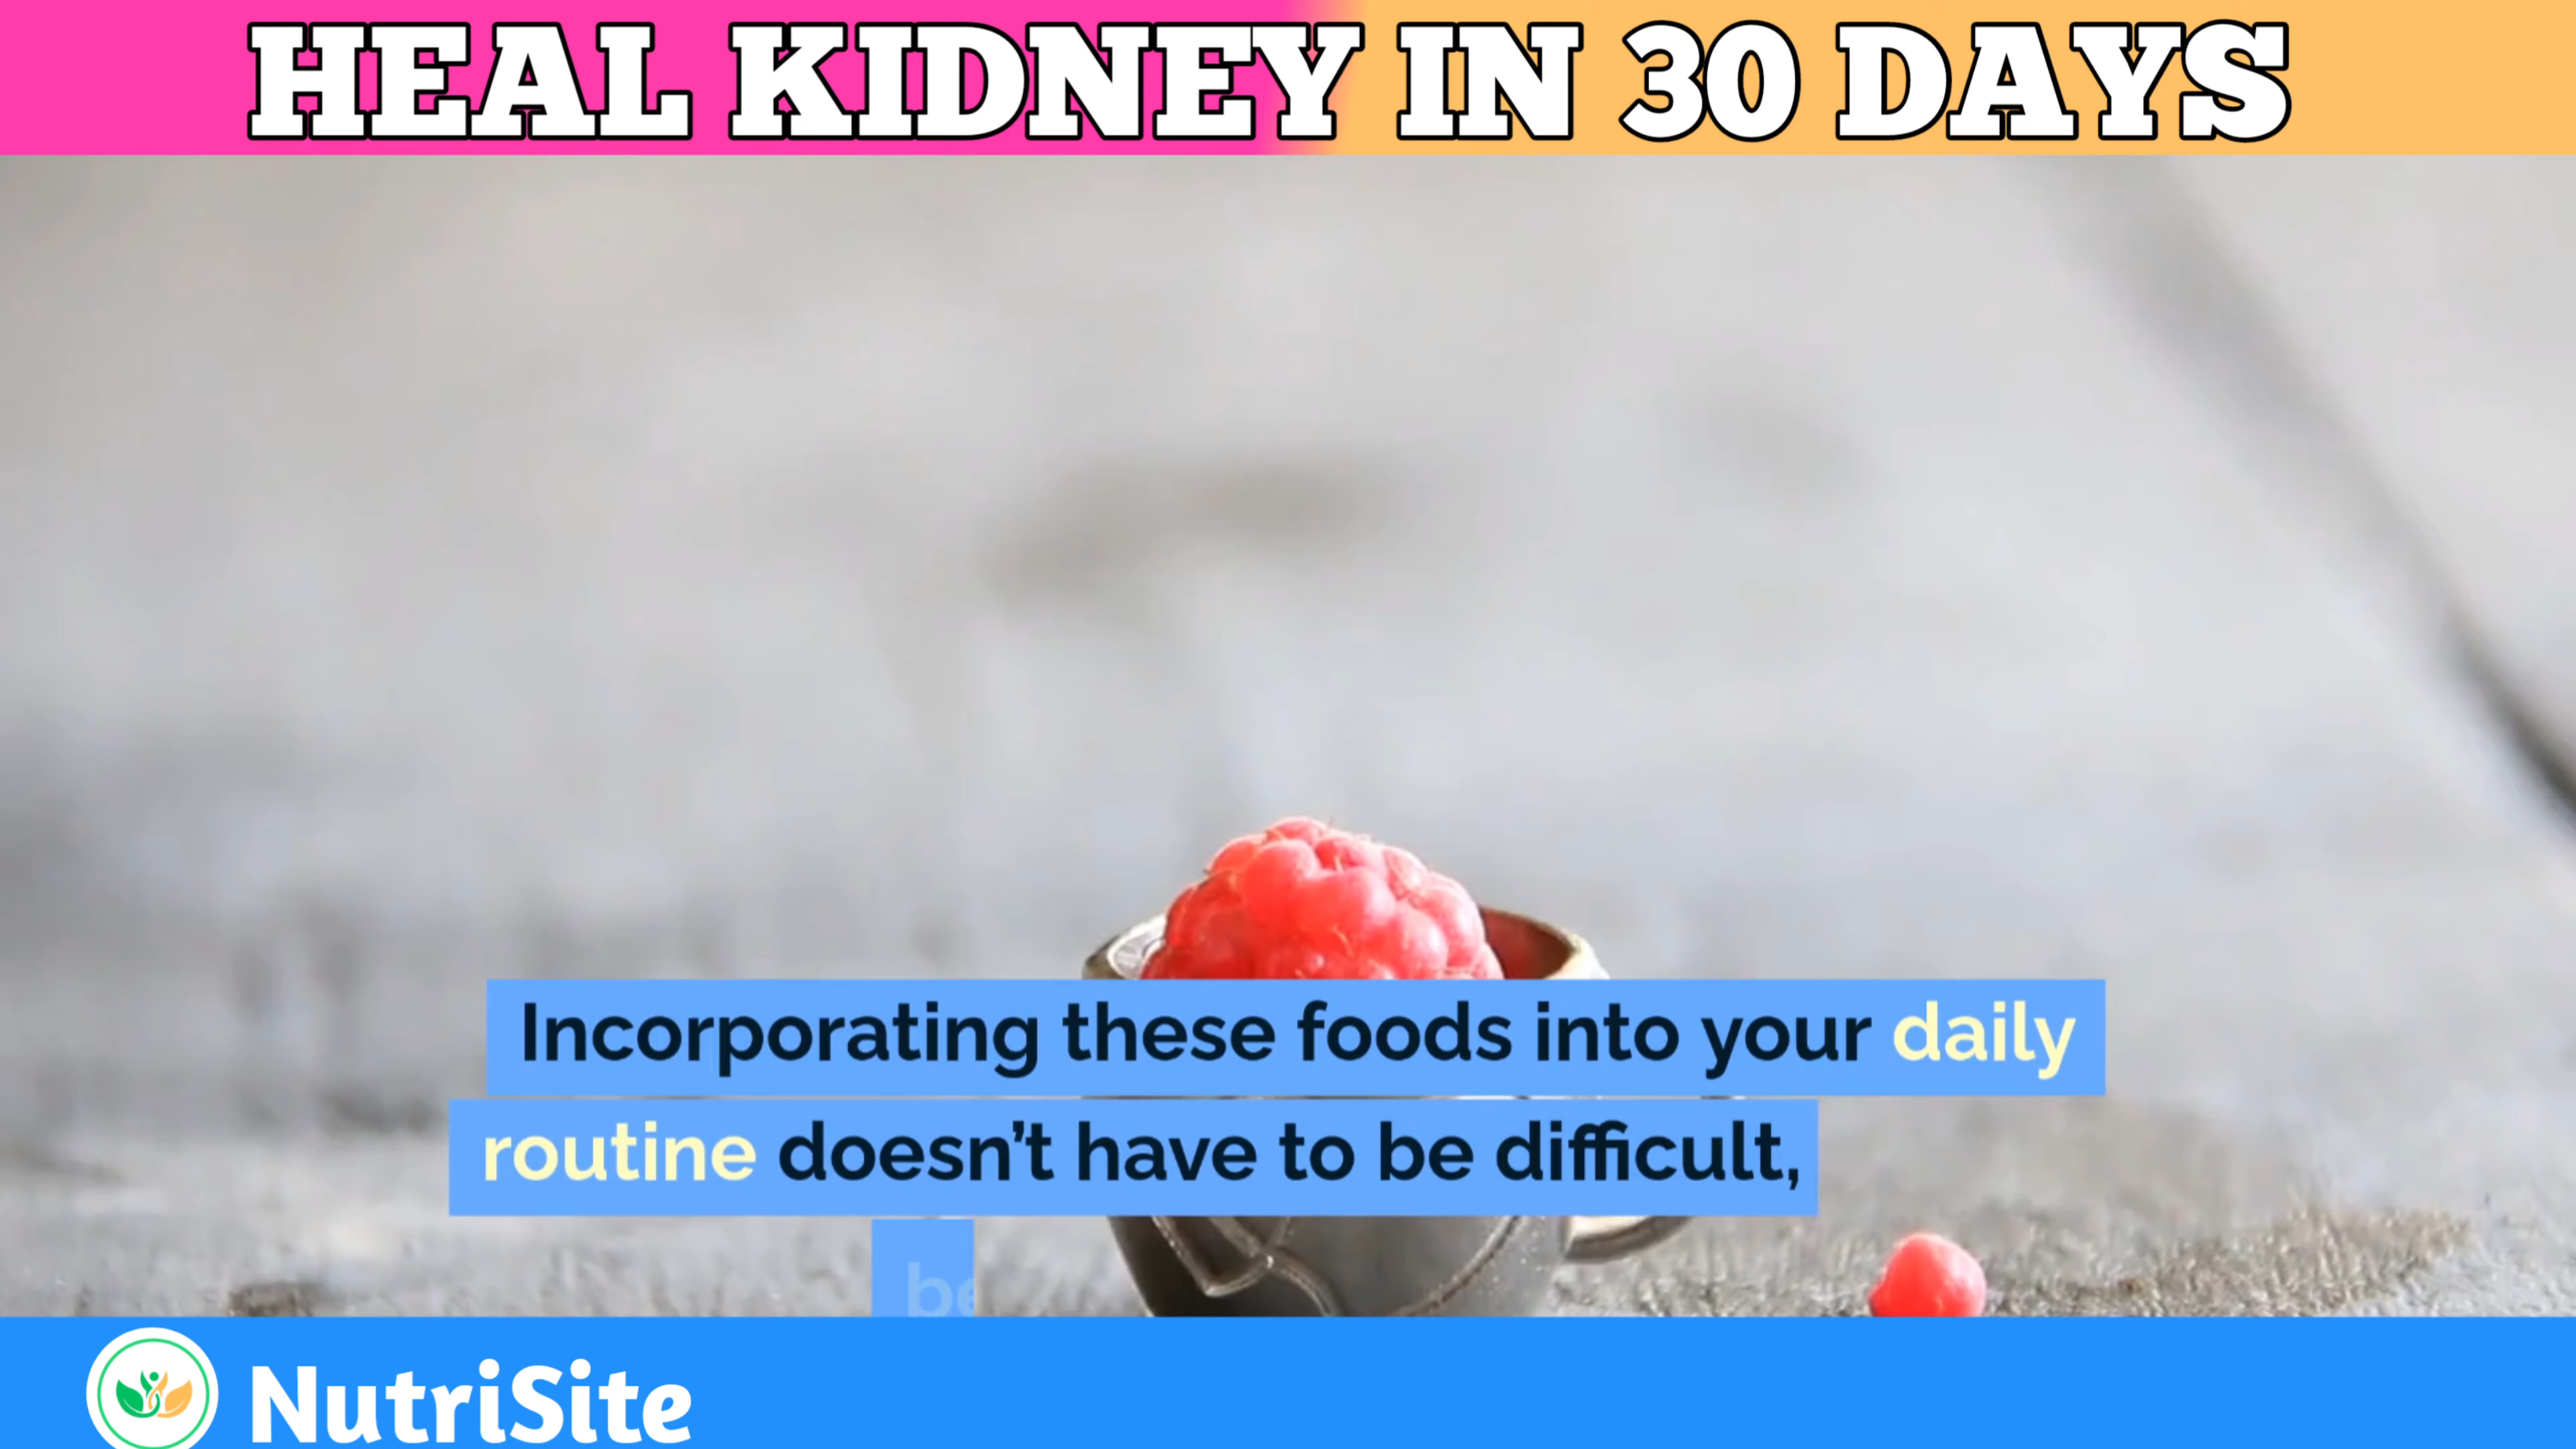 HEAL KIDNEY IN 30 DAYS
Incorporating these foods into your daily
routine doesn't have to be difficult,
NutriSite